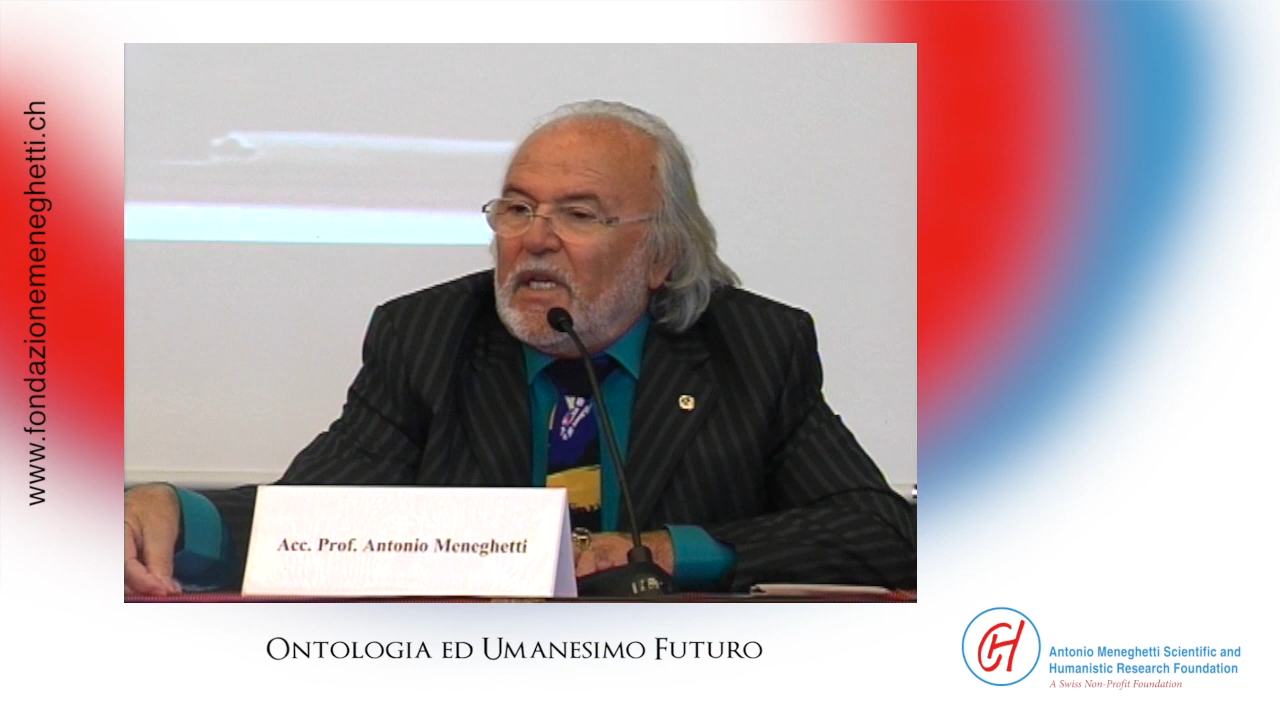 www.fondazionemeneghetti.ch
Acc. Prof. Antonio Meneghetti
Ontologia ed Umanesimo Futuro
Antonio Meneghetti Scientific and
Humanistic Research Foundation
A Swiss Non-Profit Foundation